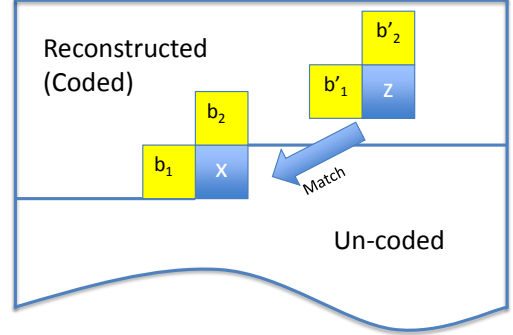 b'₂
Reconstructed
(Coded)
b'₁ z
b₂
b₁ x
Match
Un-coded